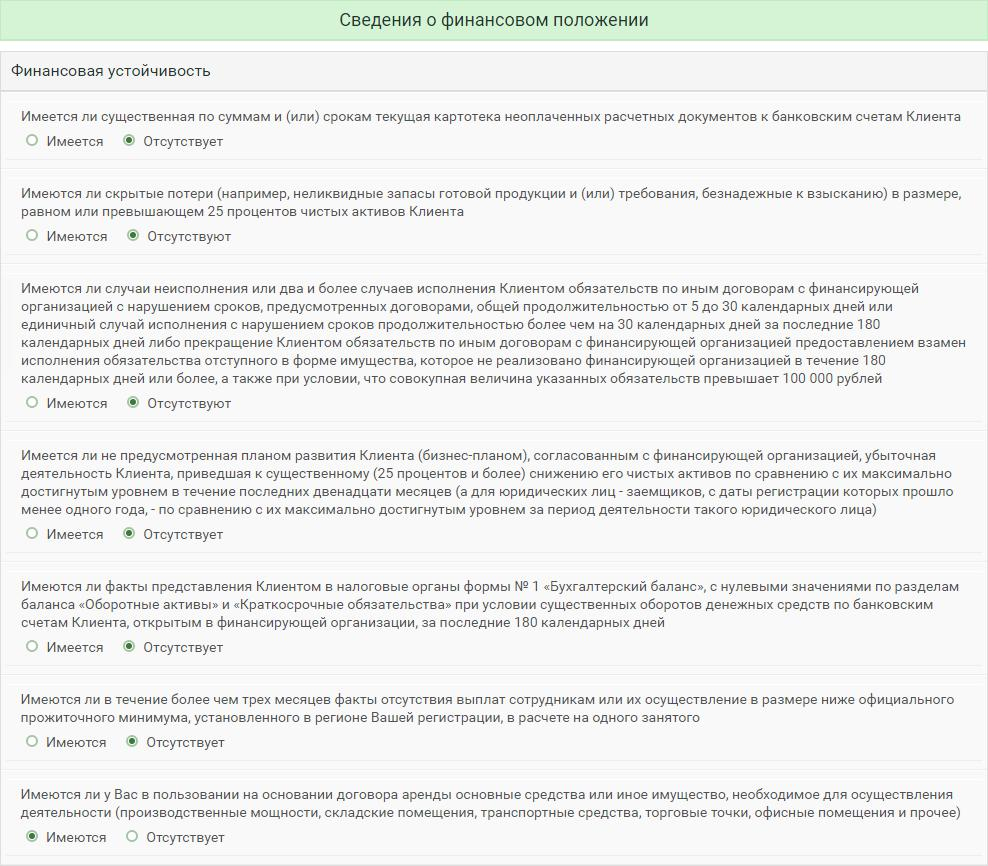 Сведения о финансовом положении
Финансовая устойчивость
Имеется ли существенная по суммам и (или) срокам текущая картотека неоплаченных расчетных документов к банковским счетам Клиента
Имеется Отсутствует
Имеются ли скрытые потери (например, неликвидные запасы готовой продукции и (или) требования, безнадежные к взысканию) в размере,
равном или превышающем 25 процентов чистых активов Клиента
Имеются Отсутствуют
Имеются ли случаи неисполнения или два и более случаев исполнения Клиентом обязательств по иным договорам с финансирующей
организацией с нарушением сроков, предусмотренных договорами, общей продолжительностью от 5 до 30 календарных дней или
единичный случай исполнения с нарушением сроков продолжительностью более чем на 30 календарных дней за последние 180
календарных дней либо прекращение Клиентом обязательств по иным договорам с финансирующей организацией предоставлением взамен
исполнения обязательства отступного в форме имущества, которое не реализовано финансирующей организацией в течение 180
календарных дней или более, а также при условии, что совокупная величина указанных обязательств превышает 100 000 рублей
Имеются Отсутствуют
Имеется ли не предусмотренная планом развития Клиента (бизнес-планом), согласованным с финансирующей организацией, убыточная
деятельность Клиента, приведшая к существенному (25 процентов и более) снижению его чистых активов по сравнению с их максимально
достигнутым уровнем в течение последних двенадцати месяцев (а для юридических лиц - заемщиков, с даты регистрации которых прошло
менее одного года, - по сравнению с их максимально достигнутым уровнем за период деятельности такого юридического лица)
Имеется Отсутствует
Имеются ли факты представления Клиентом в налоговые органы формы № 1 «Бухгалтерский баланс», с нулевыми значениями по разделам
баланса «Оборотные активы» и «Краткосрочные обязательства» при условии существенных оборотов денежных средств по банковским
счетам Клиента, открытым в финансирующей организации, за последние 180 календарных дней
Имеется Отсутствует
Имеются ли в течение более чем трех месяцев факты отсутствия выплат сотрудникам или их осуществление в размере ниже официального
прожиточного минимума, установленного в регионе Вашей регистрации, в расчете на одного занятого
Имеются Отсутствует
Имеются ли у Вас в пользовании на основании договора аренды основные средства или иное имущество, необходимое для осуществления
деятельности (производственные мощности, складские помещения, транспортные средства, торговые точки, офисные помещения и прочее)
Имеются Отсутствует